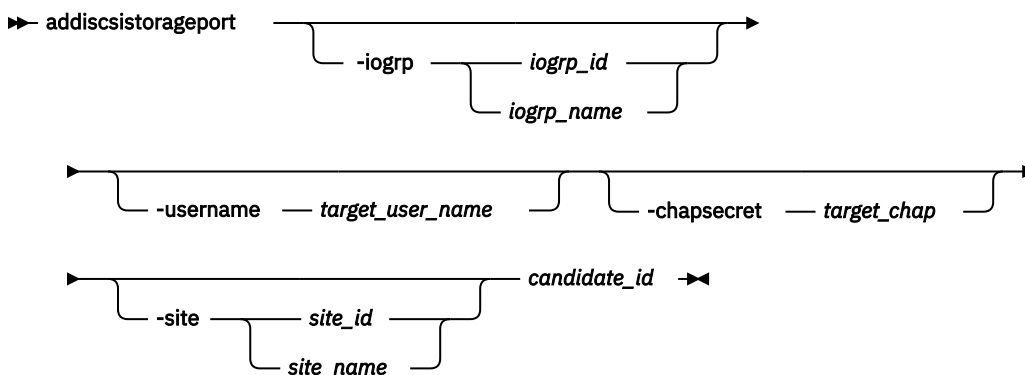 addiscsistorageport
-iogrp iogrp_id
iogrp_name
-username target_user_name -chapsecret target_chap
candidate_id
-site site_id
site_name